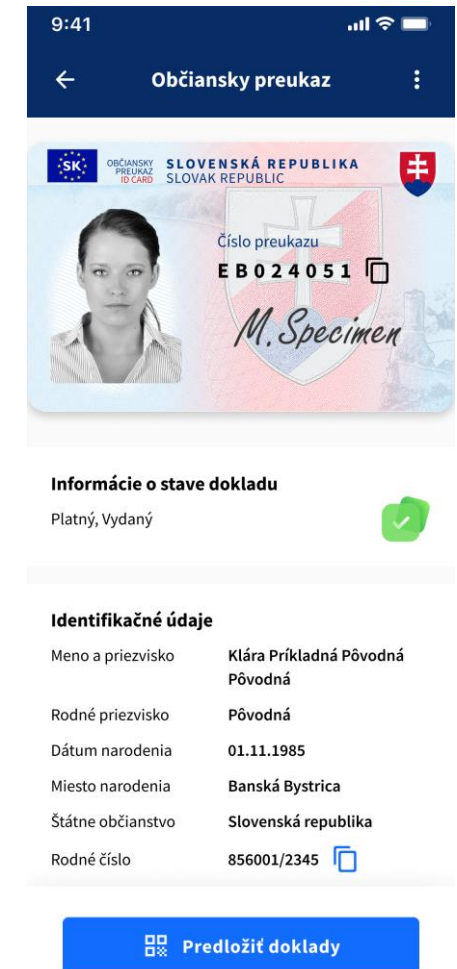 9:41
Občiansky preukaz
SK
OBČIANSKY
PREUKAZ
ID CARD
SLOVENSKÁ REPUBLIKA
SLOVAK REPUBLIC
Číslo preukazu
EB024051
M. Specimen
Informácie o stave dokladu
Platný, Vydaný
Identifikačné údaje
Meno a priezvisko Klára Príkladná Pôvodná
Pôvodná
Rodné priezvisko Pôvodná
Dátum narodenia 01.11.1985
Miesto narodenia Banská Bystrica
Štátne občianstvo Slovenská republika
Rodné číslo 856001/2345
Predložiť doklady